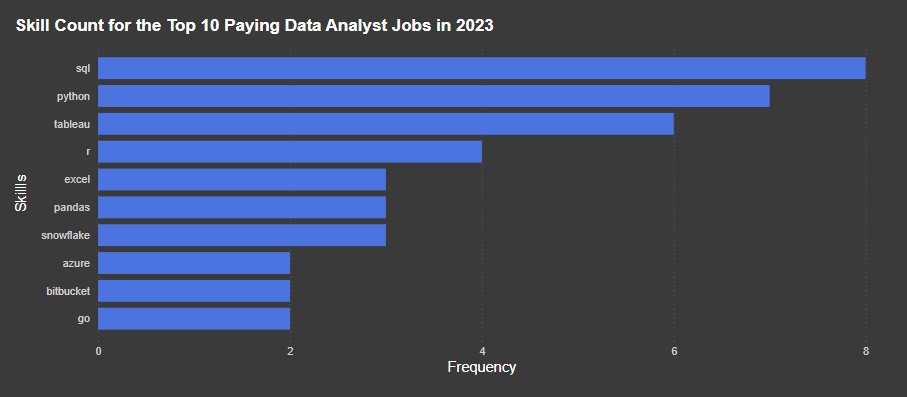 Skill Count for the Top 10 Paying Data Analyst Jobs in 2023
sql
python
tableau
r
excel
pandas
snowflake
azure
bitbucket
go
Skillls
0 2 4 6 8
Frequency